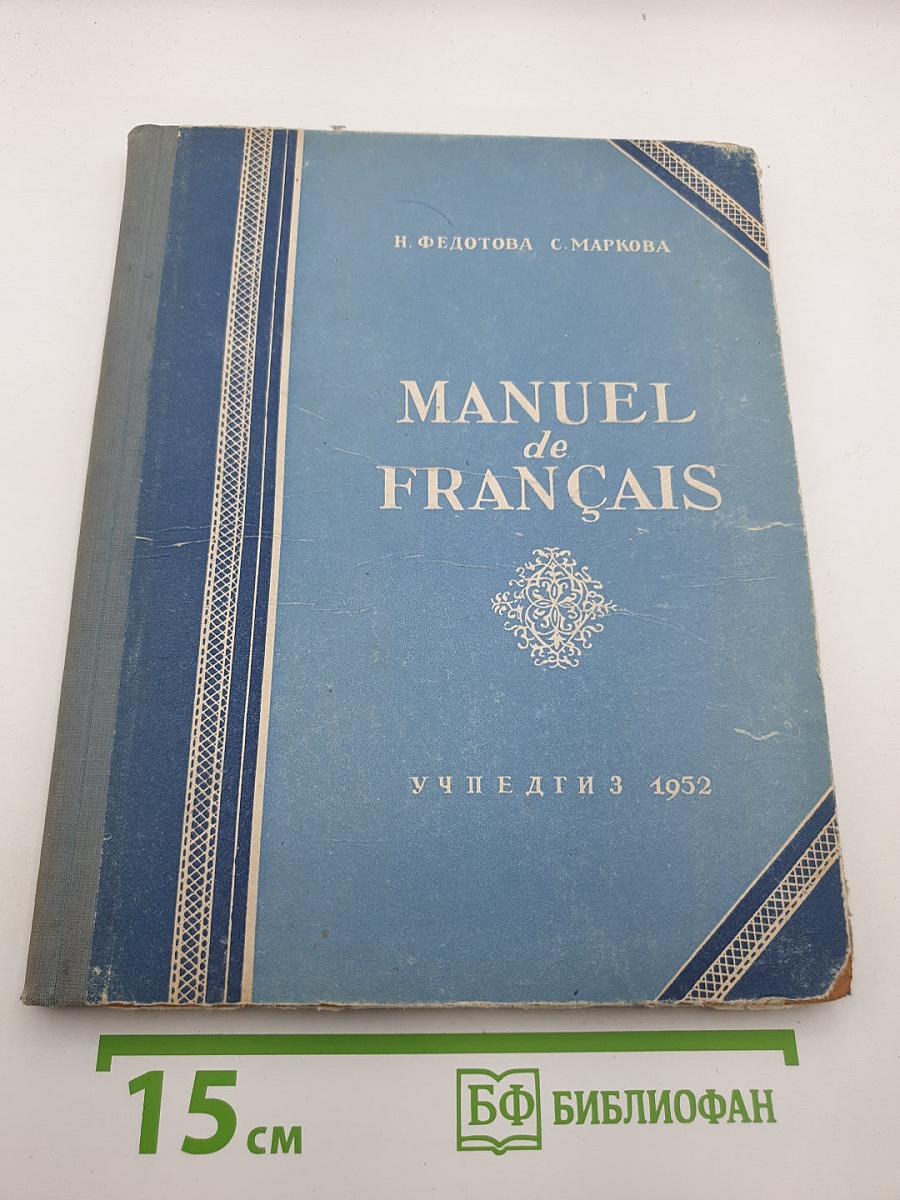 Н. ФЕДОТОВА С. МАРКОВА
MANUEL
de
FRANÇAIS
УЧПЕДГИЗ 1952
15 см
БФ БИБЛИОФАН